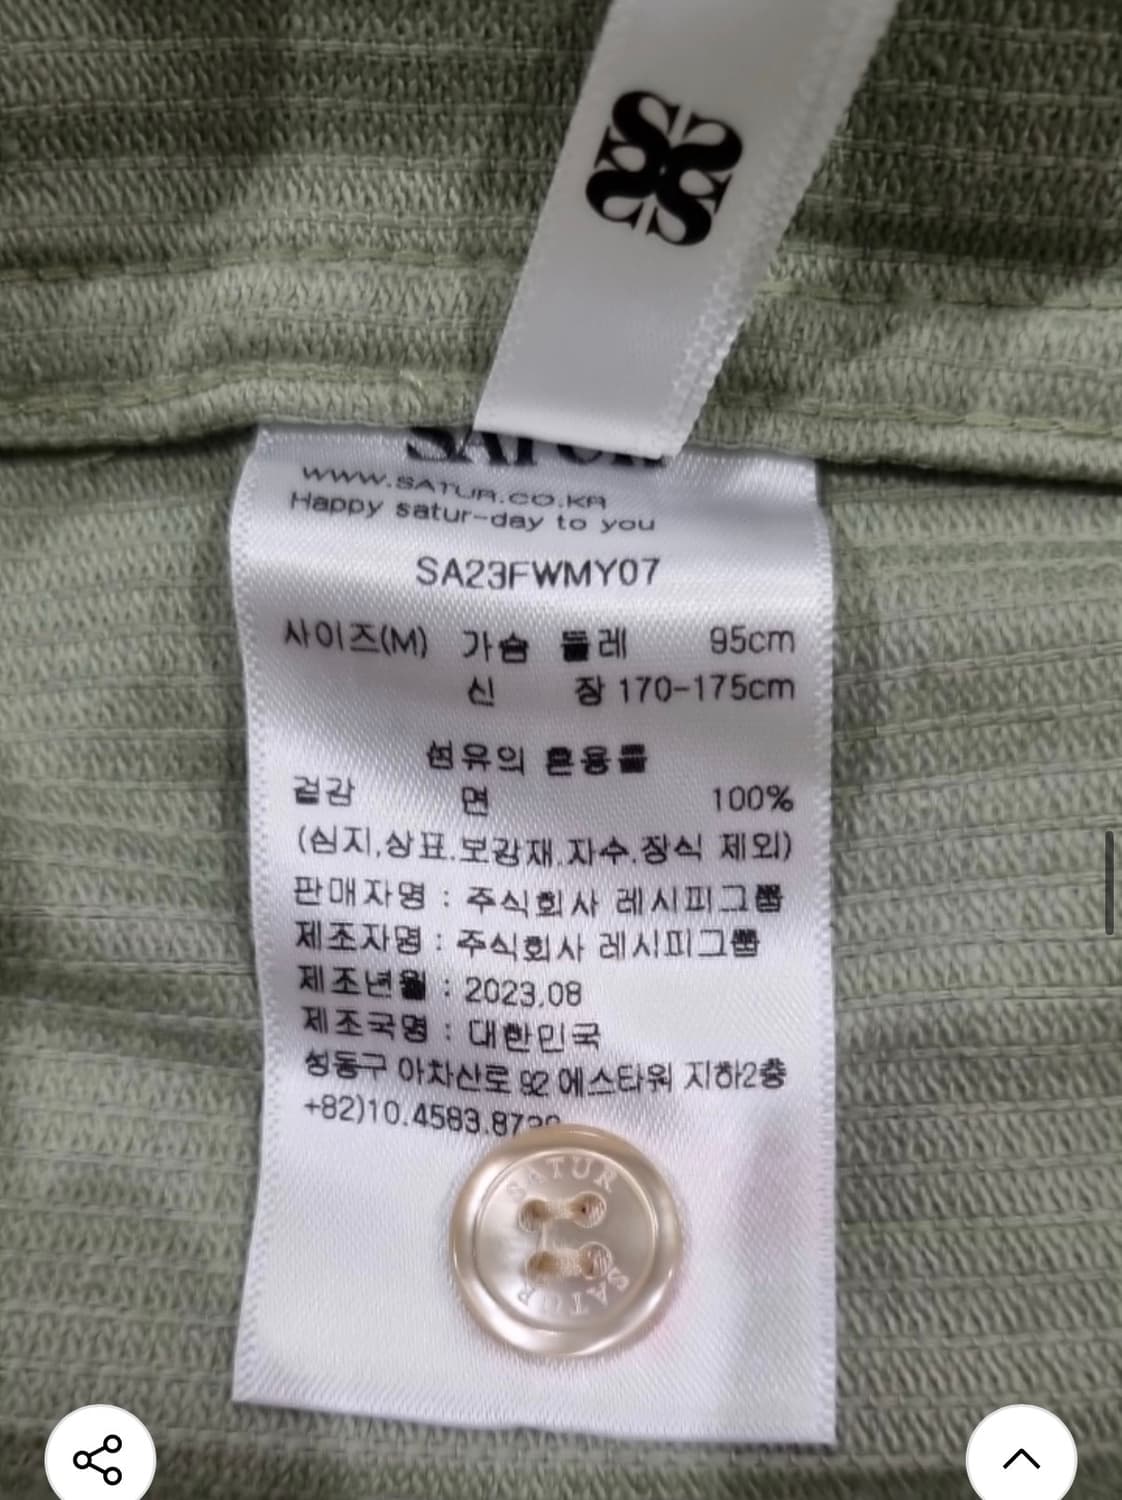 SATUR
www.SATUR.CO.KR
Happy satur-day to you
SA23FWMY07
사이즈(M) 가슴 둘레 95cm
신 장 170-175cm
섬유의 혼용률
겉감 면 100%
(심지,상표,보강재,자수,장식 제외)
판매자명 : 주식회사 레시피그룹
제조자명 : 주식회사 레시피그룹
제조년월 : 2023.08
제조국명 : 대한민국
성동구 아차산로 92 에스타워 지하2층
+82)10.4583.87
SATUR
SATUR